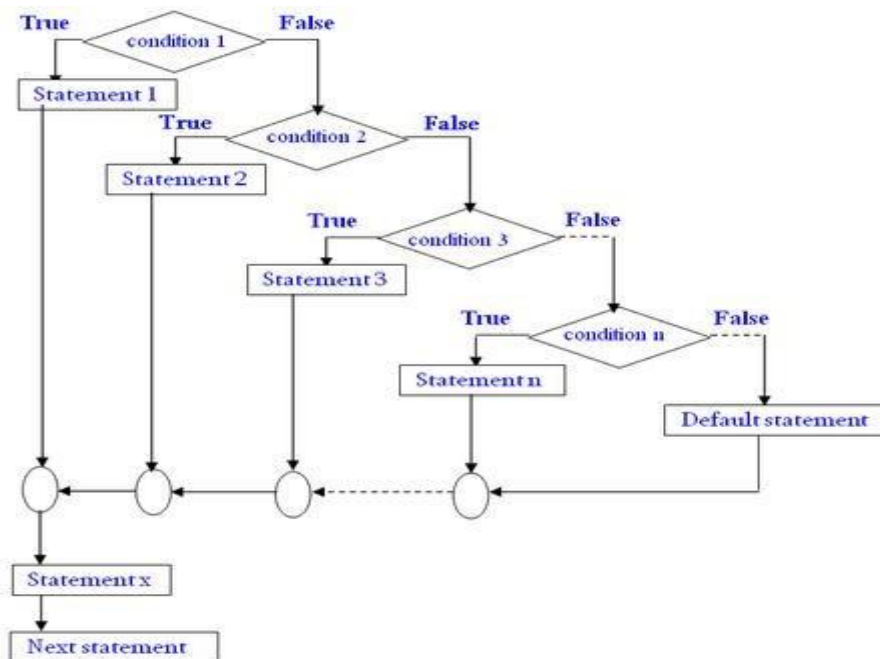 True
condition 1
False
Statement 1
True
condition 2
False
Statement 2
True
condition 3
False
Statement 3
True
condition n
False
Statement n
Default statement
Statement x
Next statement